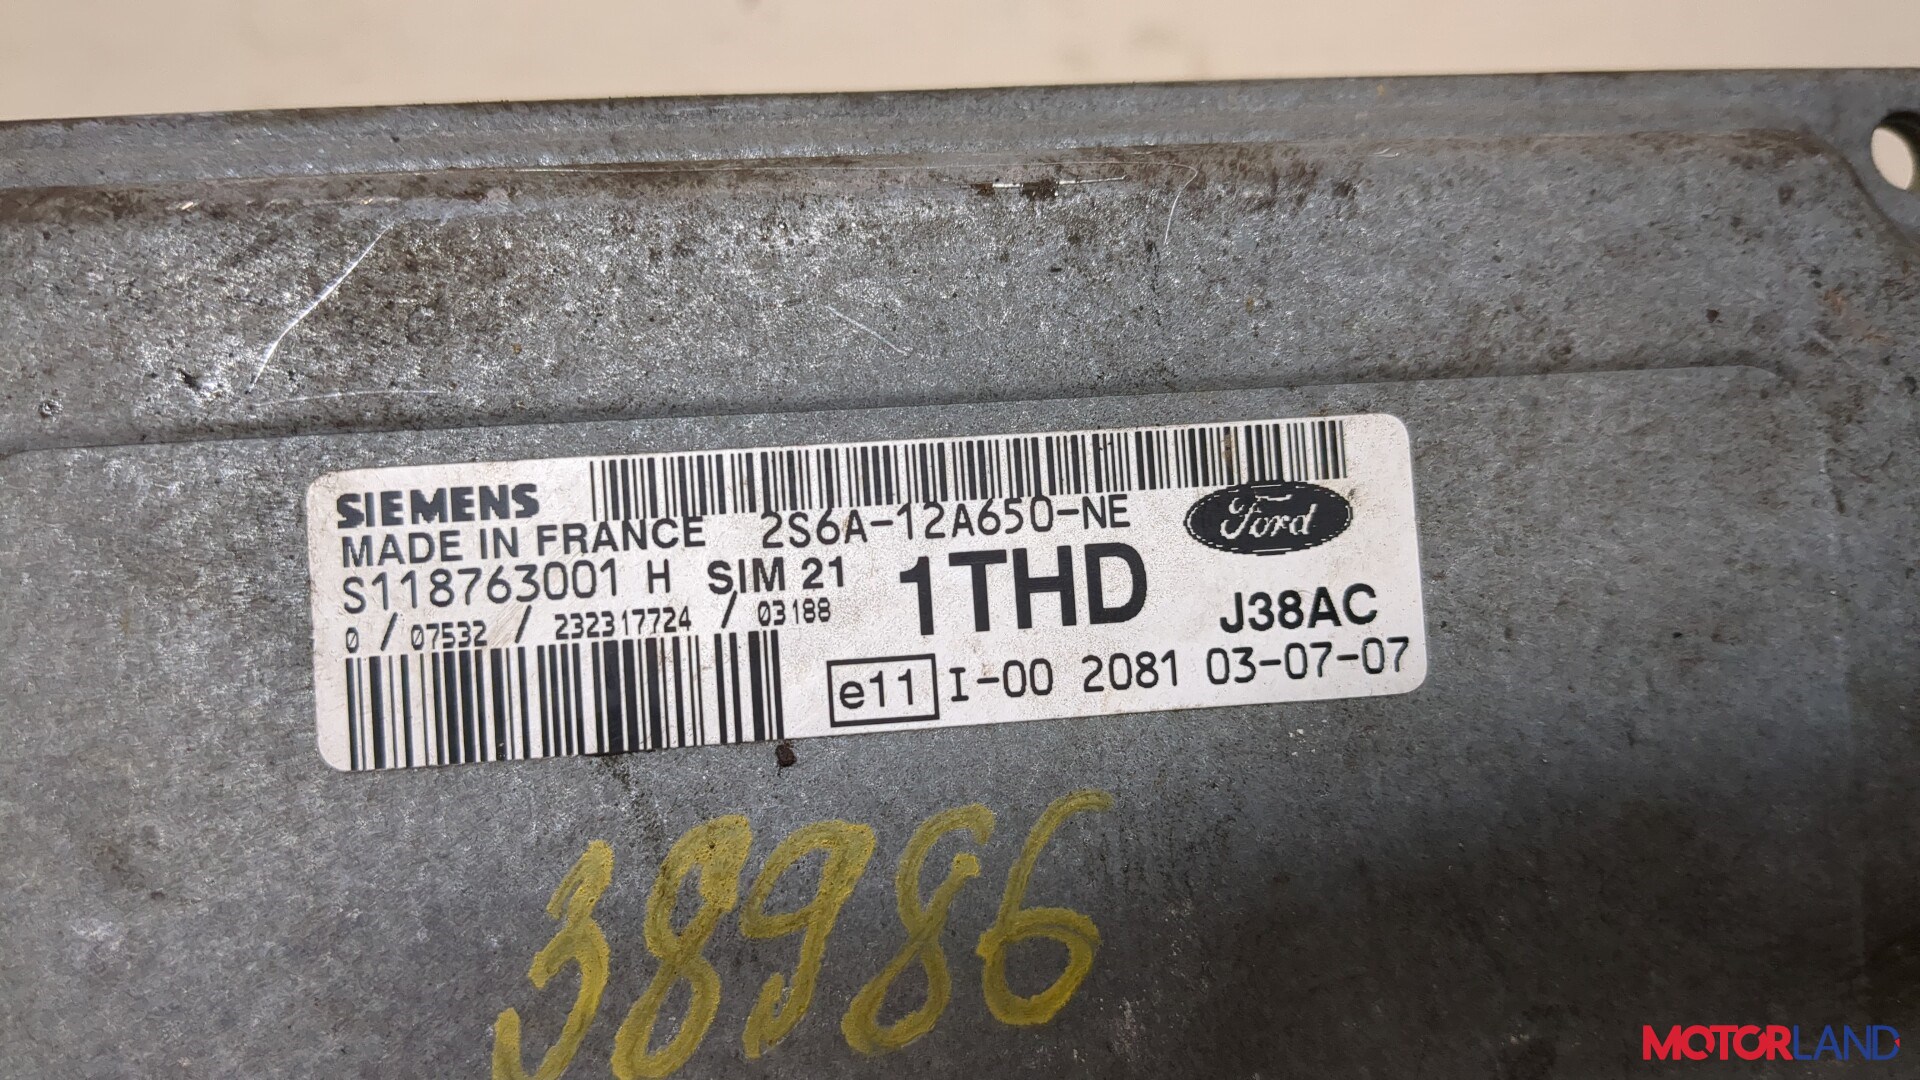 SIEMENS
MADE IN FRANCE 2S6A-12A650-NE
Ford
S118763001 H SIM 21 1THD J38AC
0 / 07532 / 232317724 / 03188
e11 I-00 2081 03-07-07
38986
MOTORLAND